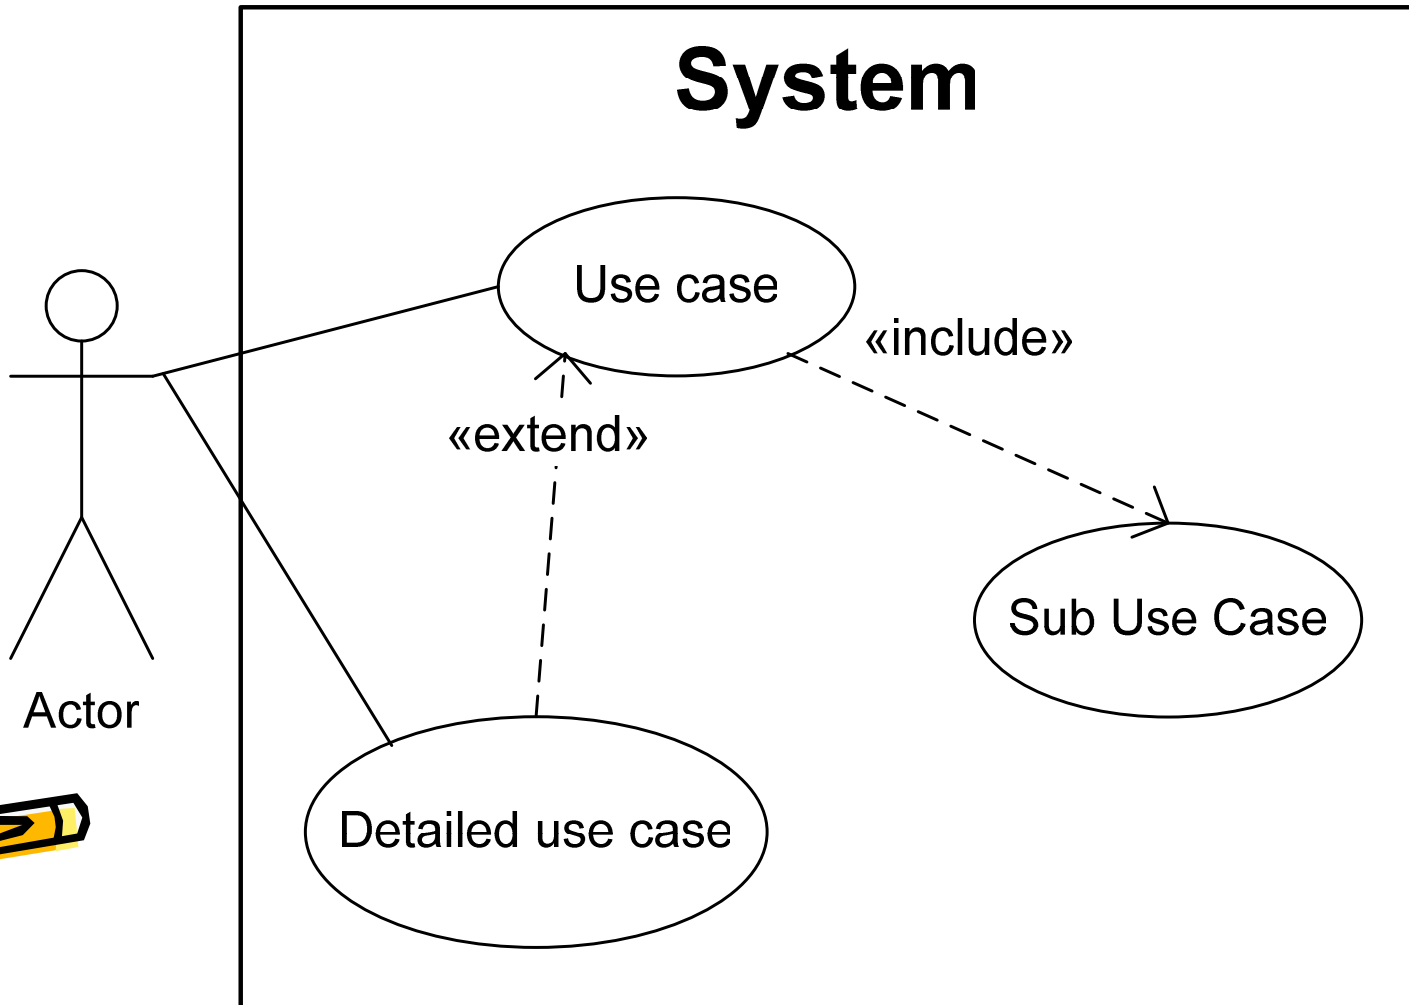 System
Use case
«include»
«extend»
Sub Use Case
Actor
Detailed use case